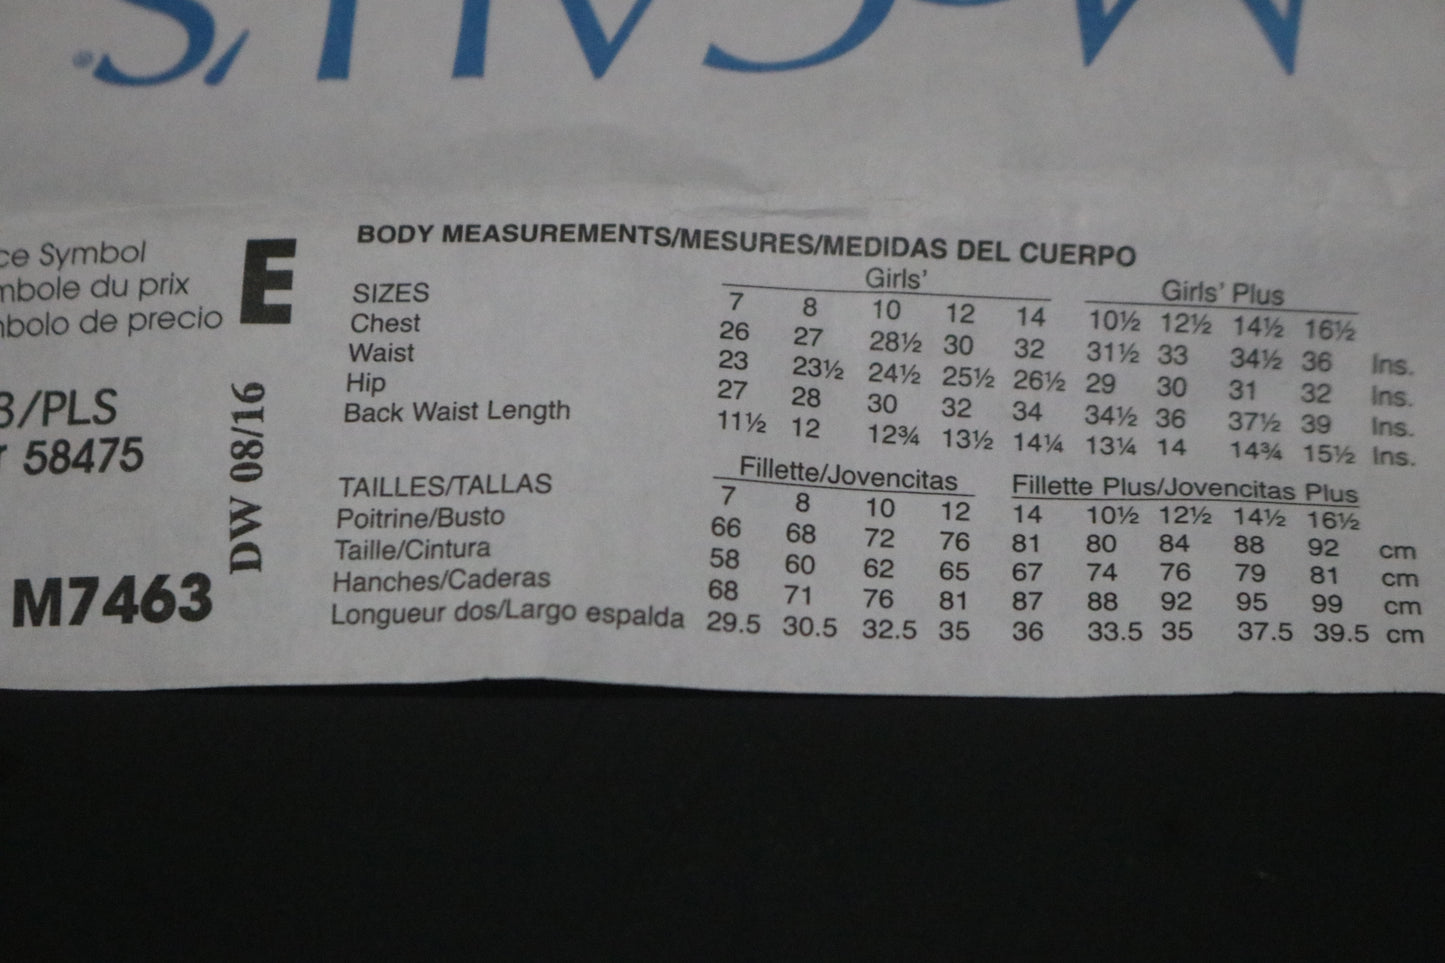 McCALL'S®
ce Symbol
mbole du prix
mbolo de precio
E
3/PLS
58475
DW 08/16
M7463
BODY MEASUREMENTS/MESURES/MEDIDAS DEL CUERPO
Girls' Girls' Plus
SIZES 7 8 10 12 14 10½ 12½ 14½ 16½
Chest 26 27 28½ 30 32 31½ 33 34½ 36 Ins.
Waist 23 23½ 24½ 25½ 26½ 29 30 31 32 Ins.
Hip 27 28 30 32 34 34½ 36 37½ 39 Ins.
Back Waist Length 11½ 12 12¾ 13½ 14¼ 13¼ 14 14¾ 15½ Ins.
Fillette/Jovencitas Fillette Plus/Jovencitas Plus
TAILLES/TALLAS 7 8 10 12 14 10½ 12½ 14½ 16½
Poitrine/Busto 66 68 72 76 81 80 84 88 92 cm
Taille/Cintura 58 60 62 65 67 74 76 79 81 cm
Hanches/Caderas 68 71 76 81 87 88 92 95 99 cm
Longueur dos/Largo espalda 29.5 30.5 32.5 35 36 33.5 35 37.5 39.5 cm